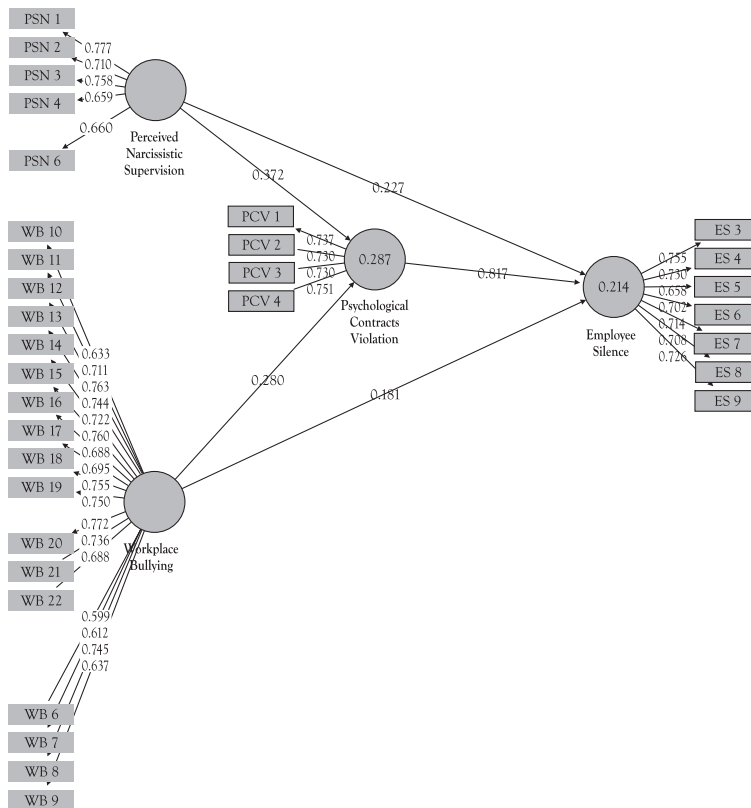 PSN 1
PSN 2
PSN 3
PSN 4
PSN 6
0.777
0.710
0.758
0.659
0.660
Perceived
Narcissistic
Supervision
0.372
0.227
PCV 1
PCV 2
PCV 3
PCV 4
0.737
0.730
0.730
0.751
0.287
Psychological
Contracts
Violation
0.817
0.214
Employee
Silence
ES 3
ES 4
ES 5
ES 6
ES 7
ES 8
ES 9
0.755
0.730
0.658
0.702
0.714
0.708
0.726
0.280
0.181
WB 10
WB 11
WB 12
WB 13
WB 14
WB 15
WB 16
WB 17
WB 18
WB 19
WB 20
WB 21
WB 22
0.633
0.711
0.763
0.744
0.722
0.760
0.688
0.695
0.755
0.750
0.772
0.736
0.688
Workplace
Bullying
0.599
0.612
0.745
0.637
WB 6
WB 7
WB 8
WB 9